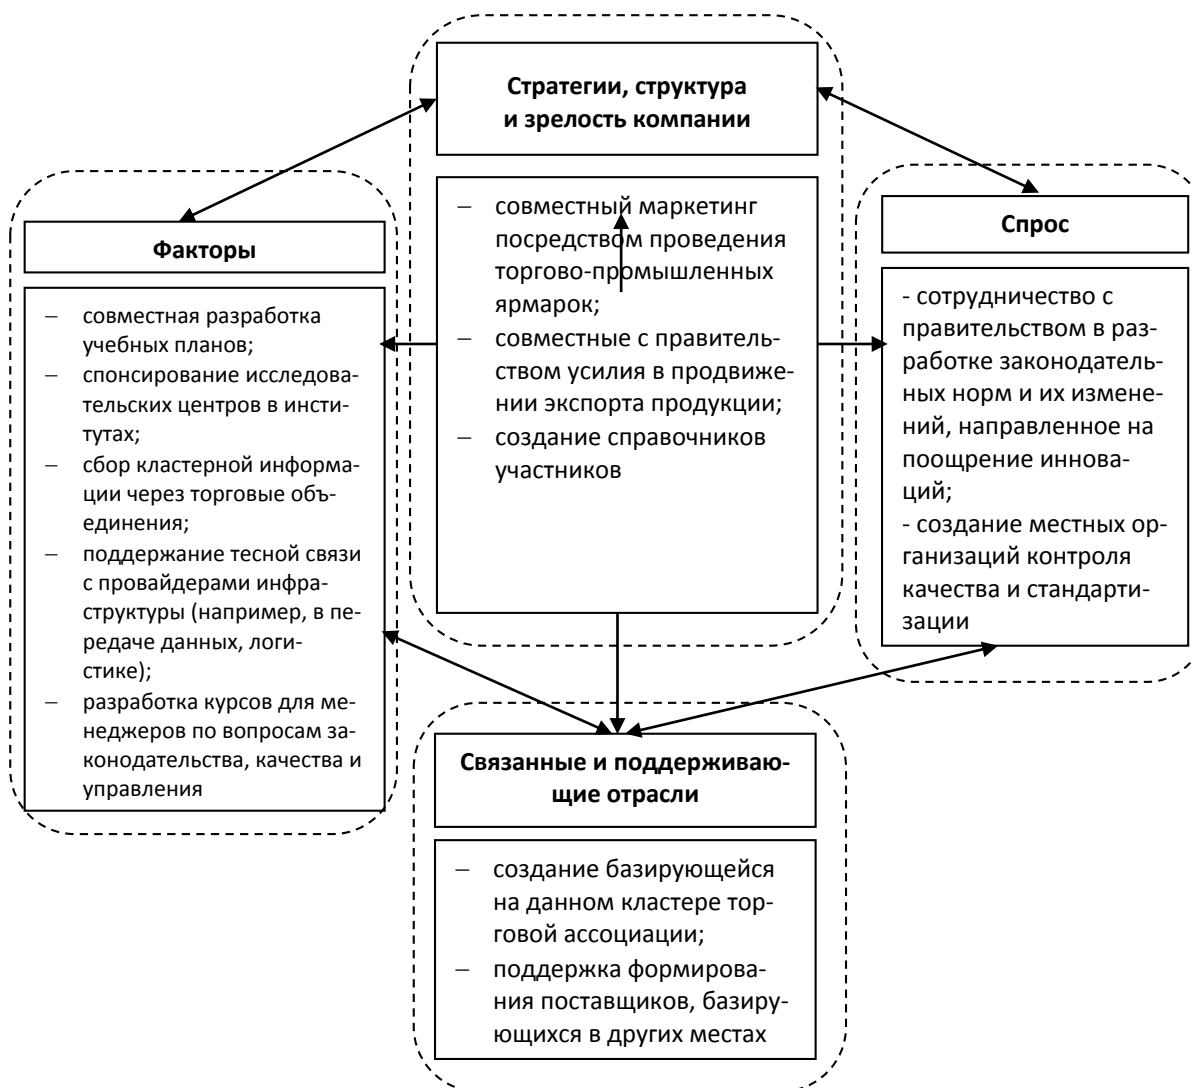 Стратегии, структура
и зрелость компании
– совместный маркетинг
посредством проведения
торгово-промышленных
ярмарок;
– совместные с правитель-
ством усилия в продвиже-
нии экспорта продукции;
– создание справочников
участников
Факторы
– совместная разработка
учебных планов;
– спонсирование исследова-
тельских центров в инсти-
тутах;
– сбор кластерной информа-
ции через торговые объ-
единения;
– поддержание тесной связи
с провайдерами инфра-
структуры (например, в пе-
редаче данных, логи-
стике);
– разработка курсов для ме-
неджеров по вопросам за-
конодательства, качества и
управления
Спрос
- сотрудничество с
правительством в раз-
работке законодатель-
ных норм и их измене-
ний, направленное на
поощрение иннова-
ций;
- создание местных ор-
ганизаций контроля
качества и стандарти-
зации
Связанные и поддерживаю-
щие отрасли
– создание базирующейся
на данном кластере тор-
говой ассоциации;
– поддержка формирова-
ния поставщиков, базиру-
ющихся в других местах